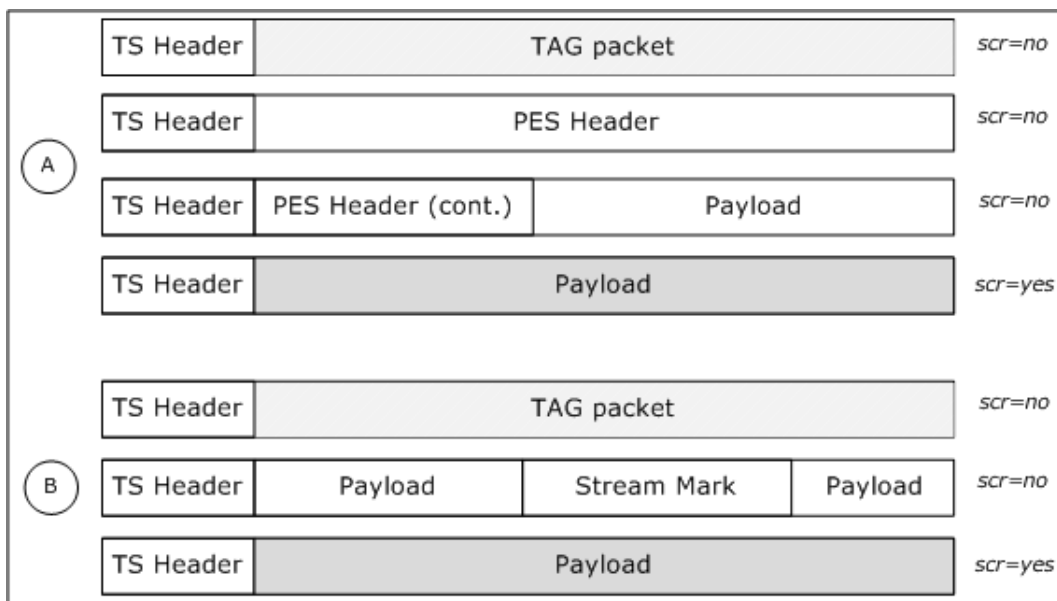 TS Header TAG packet scr=no
TS Header PES Header scr=no
A
TS Header PES Header (cont.) Payload scr=no
TS Header Payload scr=yes
TS Header TAG packet scr=no
B TS Header Payload Stream Mark Payload scr=no
TS Header Payload scr=yes